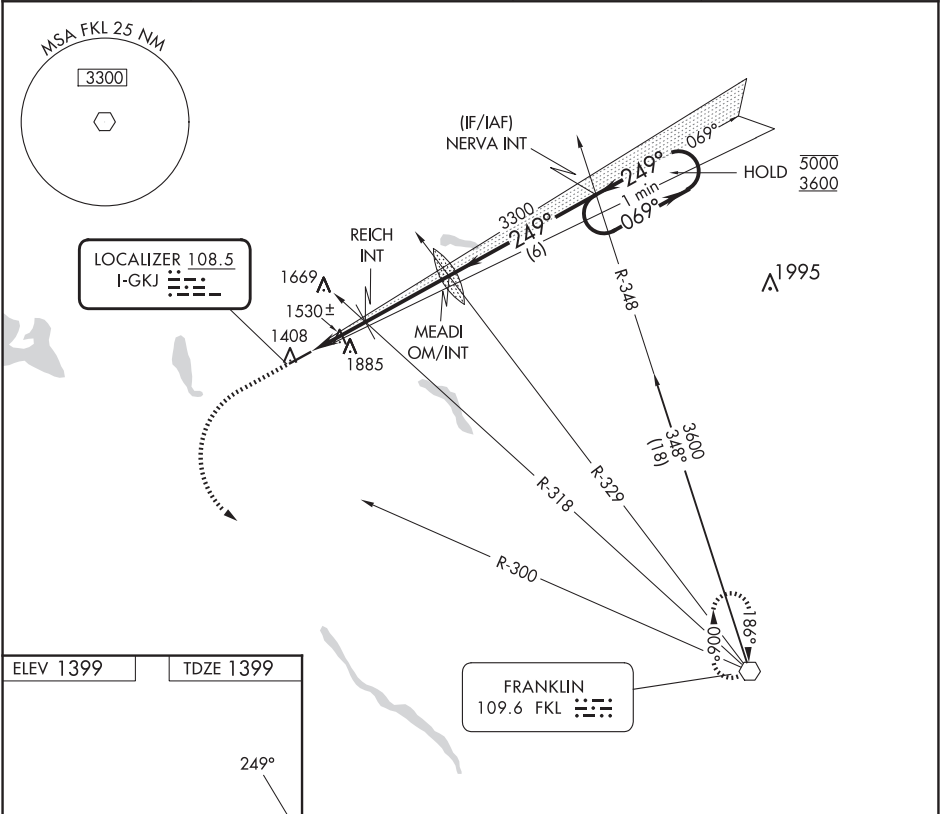 MSA FKL 25 NM
3300
(IF/IAF)
NERVA INT
069°
249°
1 min
069°
HOLD
5000
3600
3300
249°
(6)
REICH
INT
LOCALIZER 108.5
I-GKJ
1669
1530±
1408
1885
MEADI
OM/INT
R-348
1995
3600
348°
(18)
R-329
R-318
R-300
186°
006°
FRANKLIN
109.6 FKL
ELEV 1399
TDZE 1399
249°